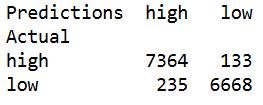 Predictions high low
Actual
high 7364 133
low 235 6668